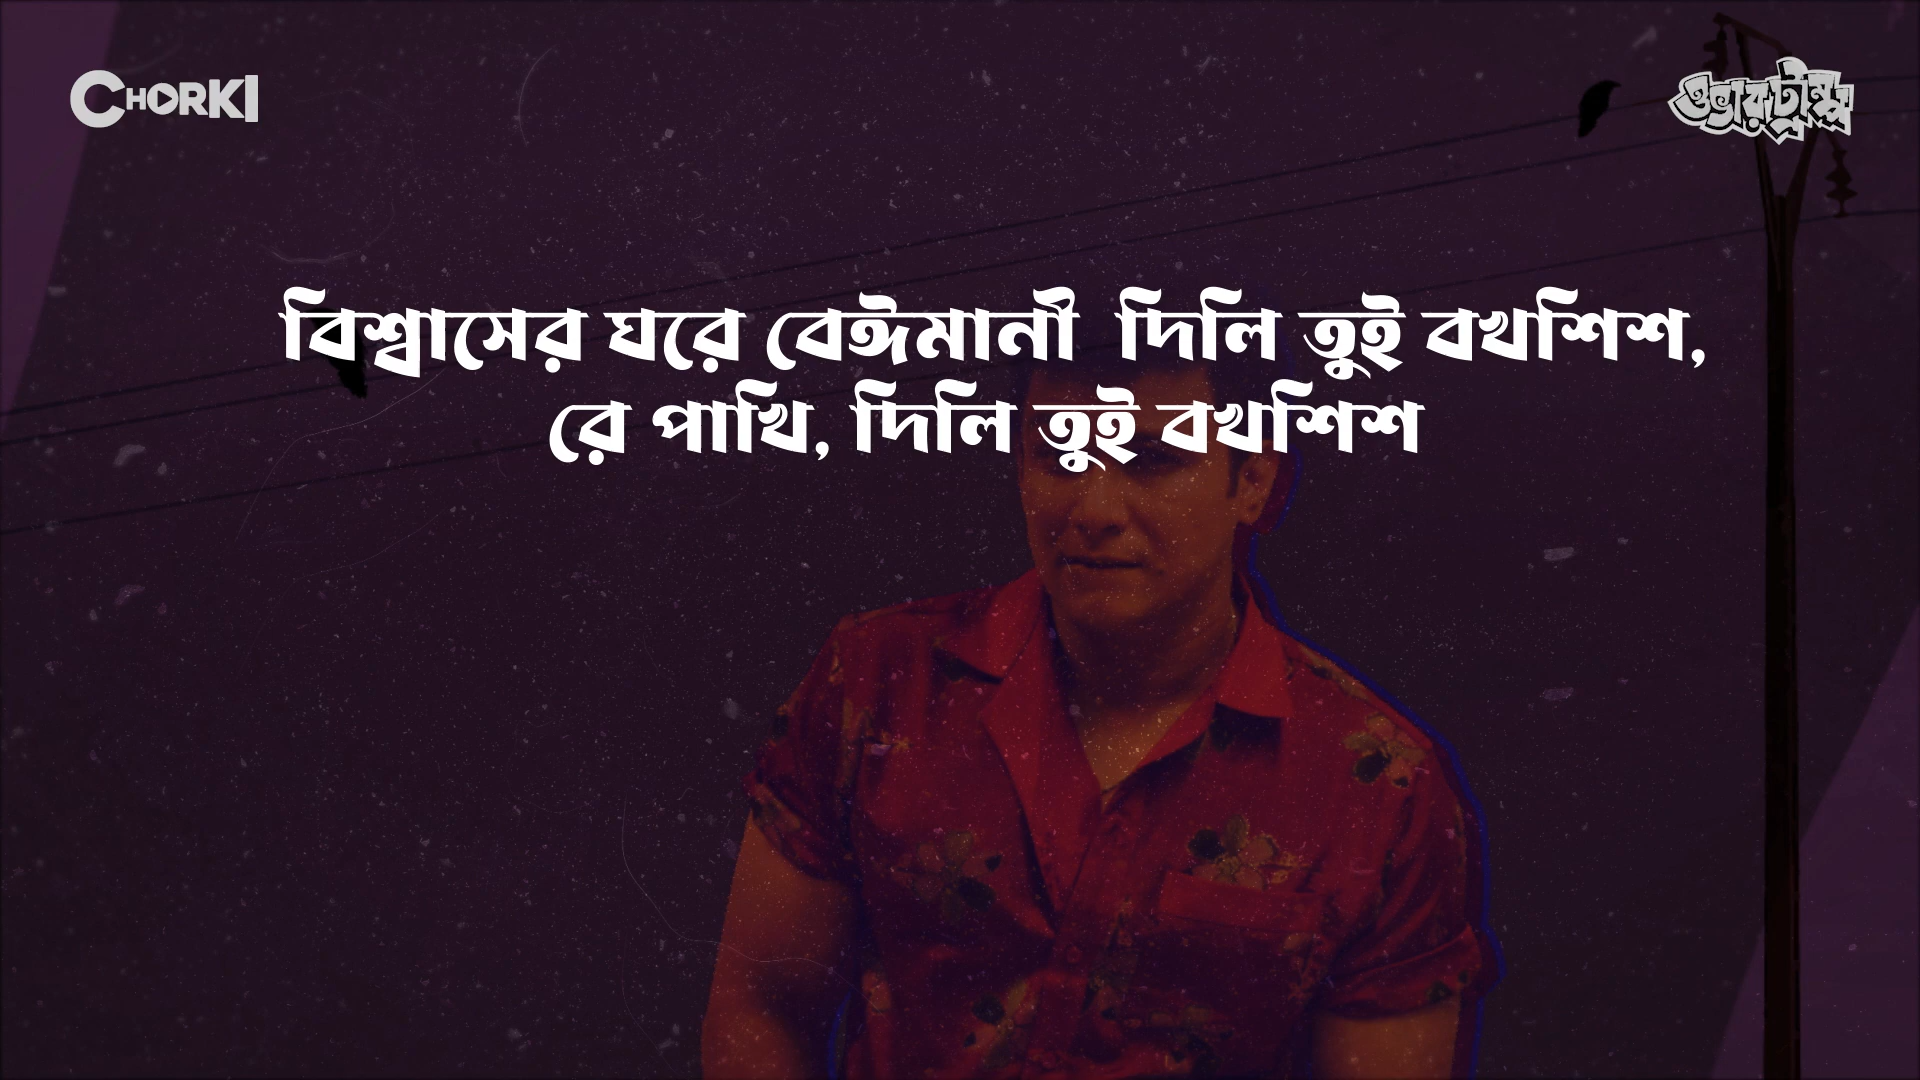 CHORKI
ওভারট্রাম্প
বিশ্বাসের ঘরে বেঈমানী দিলি তুই বখশিশ,
রে পাখি, দিলি তুই বখশিশ